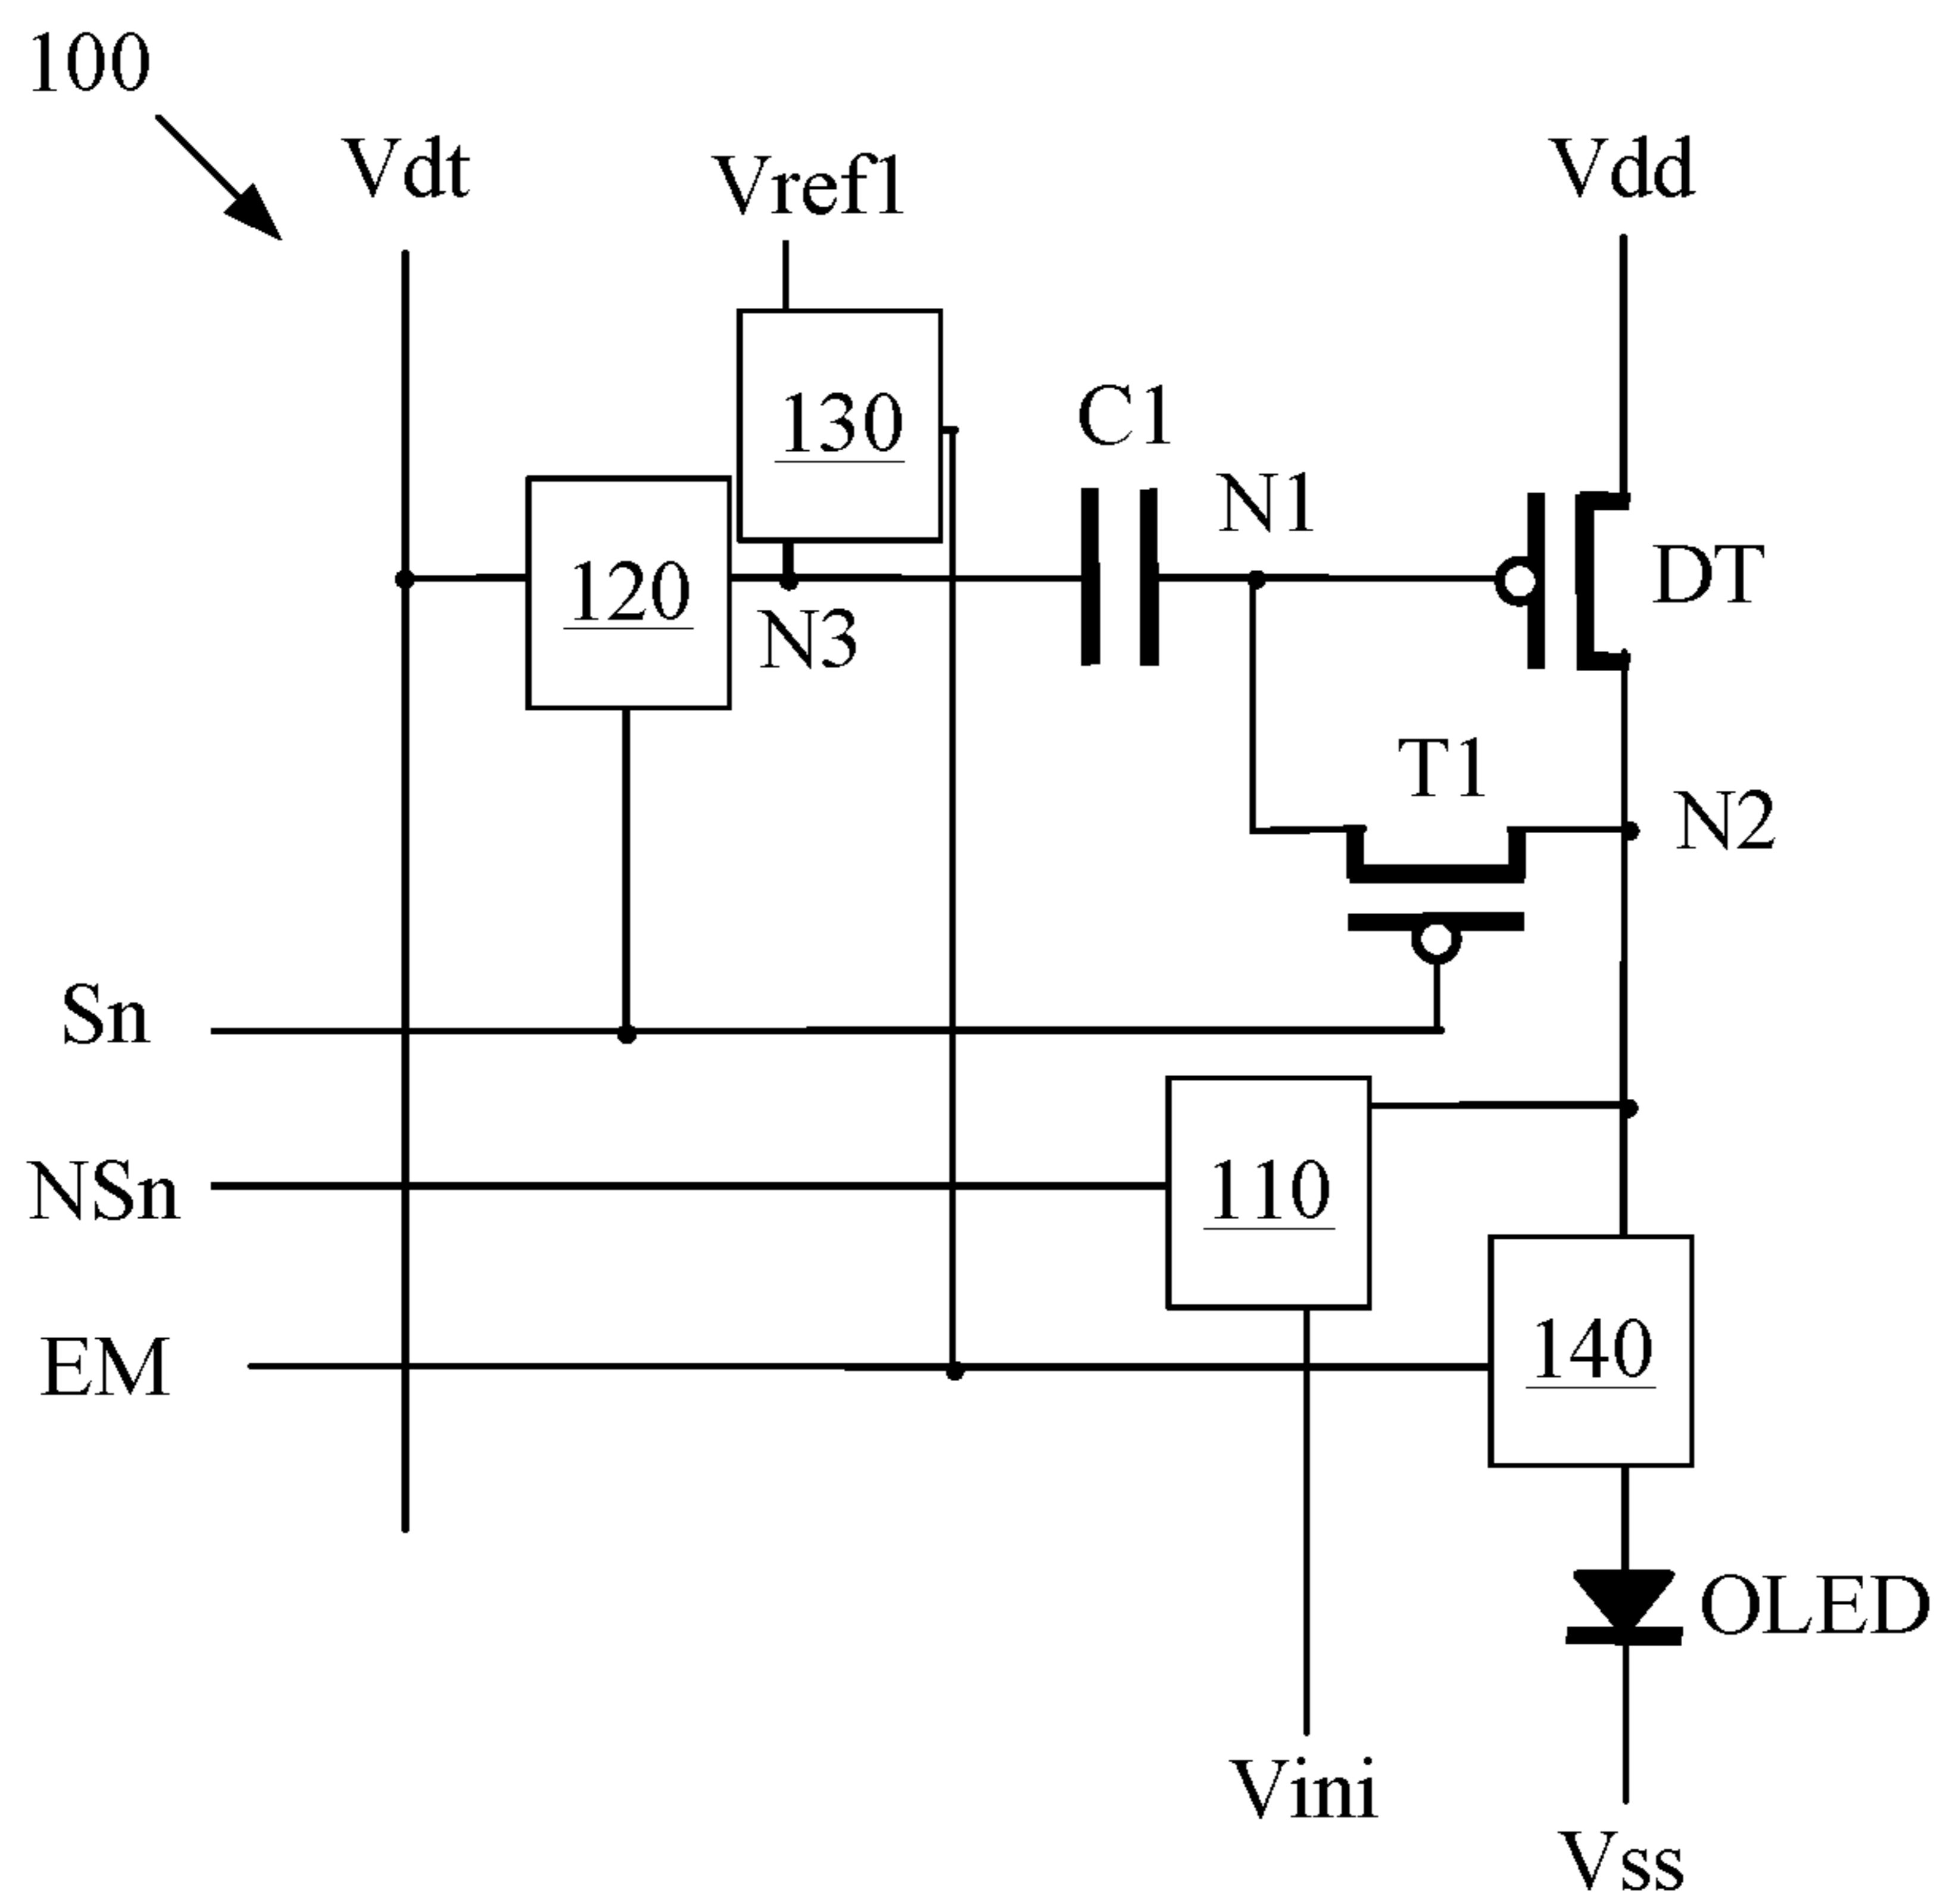 100
Vdt
Vref1
Vdd
130
C1
N1
120
DT
N3
T1
N2
Sn
NSn
110
EM
140
OLED
Vini
Vss